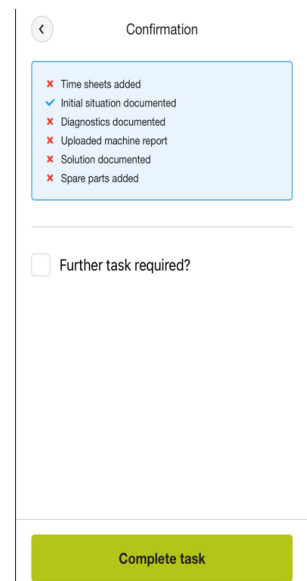 Confirmation
Time sheets added
Initial situation documented
Diagnostics documented
Uploaded machine report
Solution documented
Spare parts added
Further task required?
Complete task